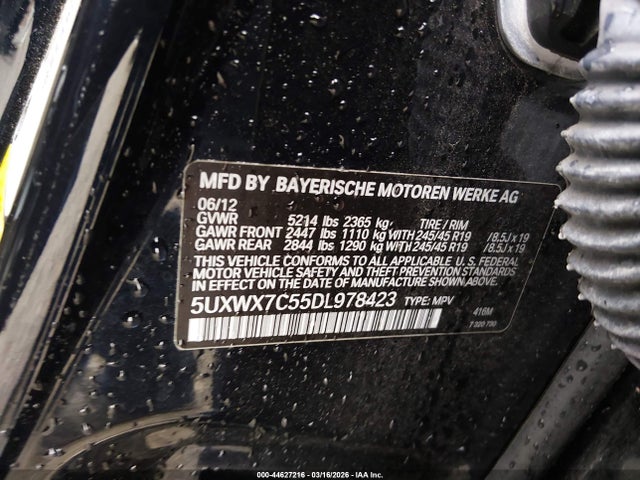 MFD BY BAYERISCHE MOTOREN WERKE AG
06/12
GVWR 5214 lbs 2365 kg TIRE / RIM
GAWR FRONT 2447 lbs 1110 kg WITH 245/45 R19 /8.5J x 19
GAWR REAR 2844 lbs 1290 kg WITH 245/45 R19 /8.5J x 19
THIS VEHICLE CONFORMS TO ALL APPLICABLE U.S. FEDERAL
MOTOR VEHICLE SAFETY STANDARDS IN EFFECT ON THE
DATE OF MANUFACTURE SHOWN ABOVE.
5UXWX7C55DL978423 TYPE: MPV
416M
7 320 730
000-44627216 - 03/16/2026 - IAA Inc.